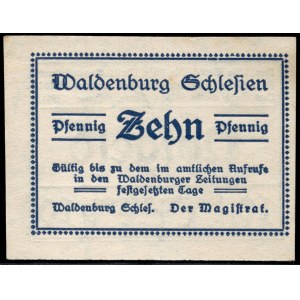 Waldenburg Schlesien
Pfennig Zehn Pfennig
Gültig bis zu dem im amtlichen Aufrufe
in den Waldenburger Zeitungen
festgesetzten Tage
Waldenburg Schles. Der Magistrat.